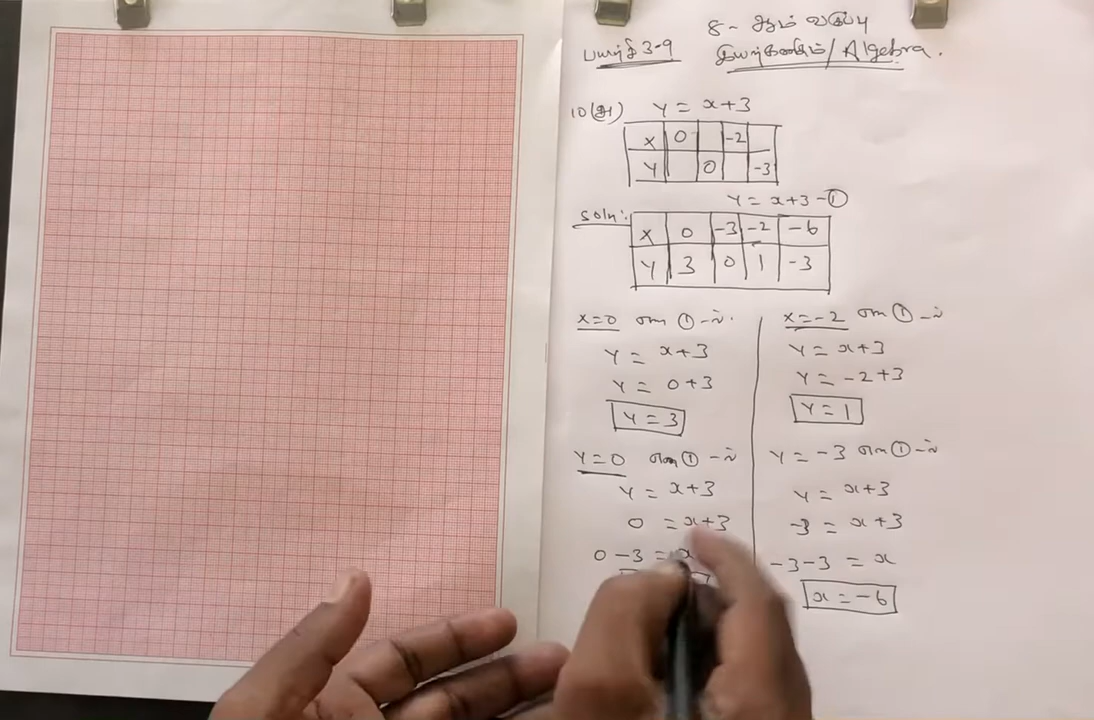 8 - ஆம் வகுப்பு
பயிற்சி 3-9 இயற்கணிதம் / Algebra.
10 (அ) Y = x+3
X 0 -2
Y 0 -3
Y = x+3 -①
Soln:
X 0 -3 -2 -6
Y 3 0 1 -3
x=0 என ①-ல்.
Y = x+3
Y = 0+3
Y = 3
Y=0 என ①-ல்
Y = x+3
0 = x+3
0 -3 = x
x=-2 என ①-ல்
Y = x+3
Y = -2+3
Y = 1
Y = -3 என ①-ல்
Y = x+3
-3 = x+3
-3-3 = x
x = -6